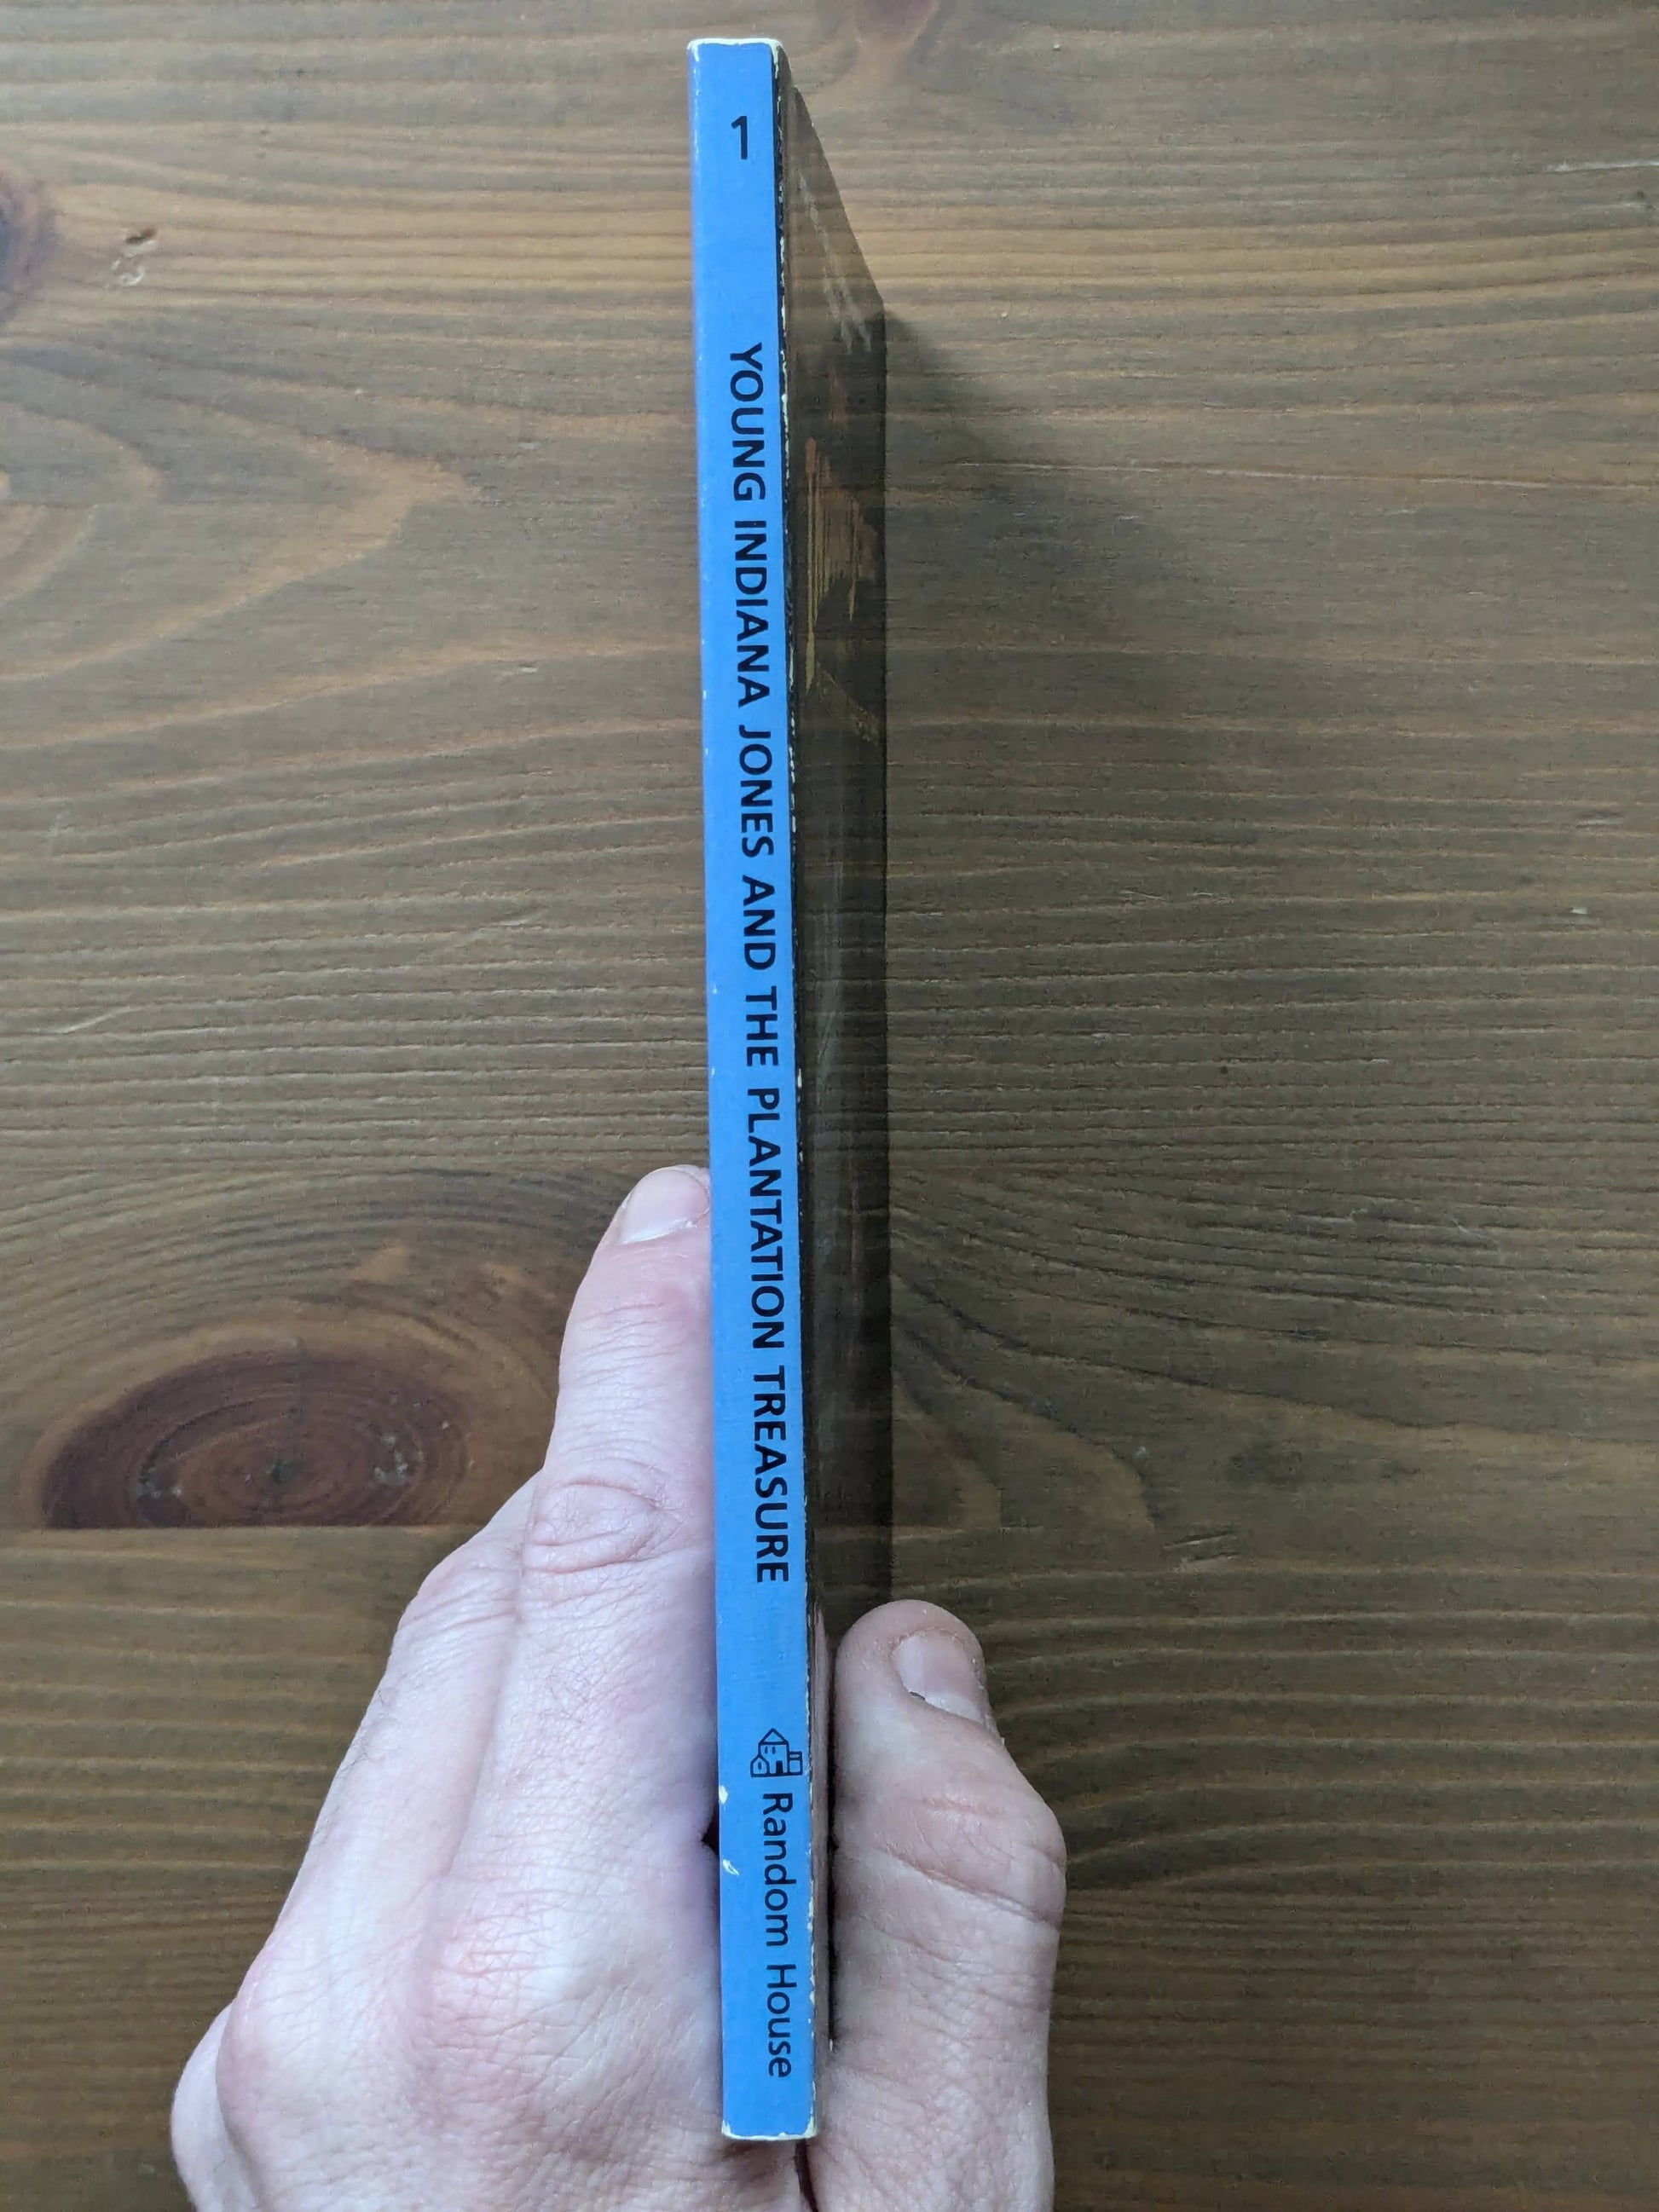 1
YOUNG INDIANA JONES AND THE PLANTATION TREASURE
Random House